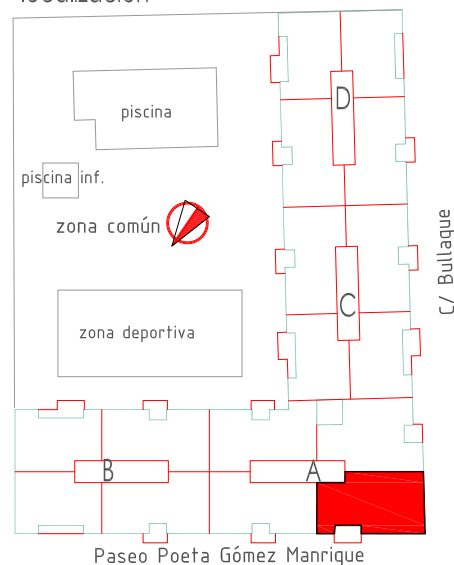 D
piscina
piscina inf.
zona común
C/ Bullaque
C
zona deportiva
B
A
Paseo Poeta Gómez Manrique